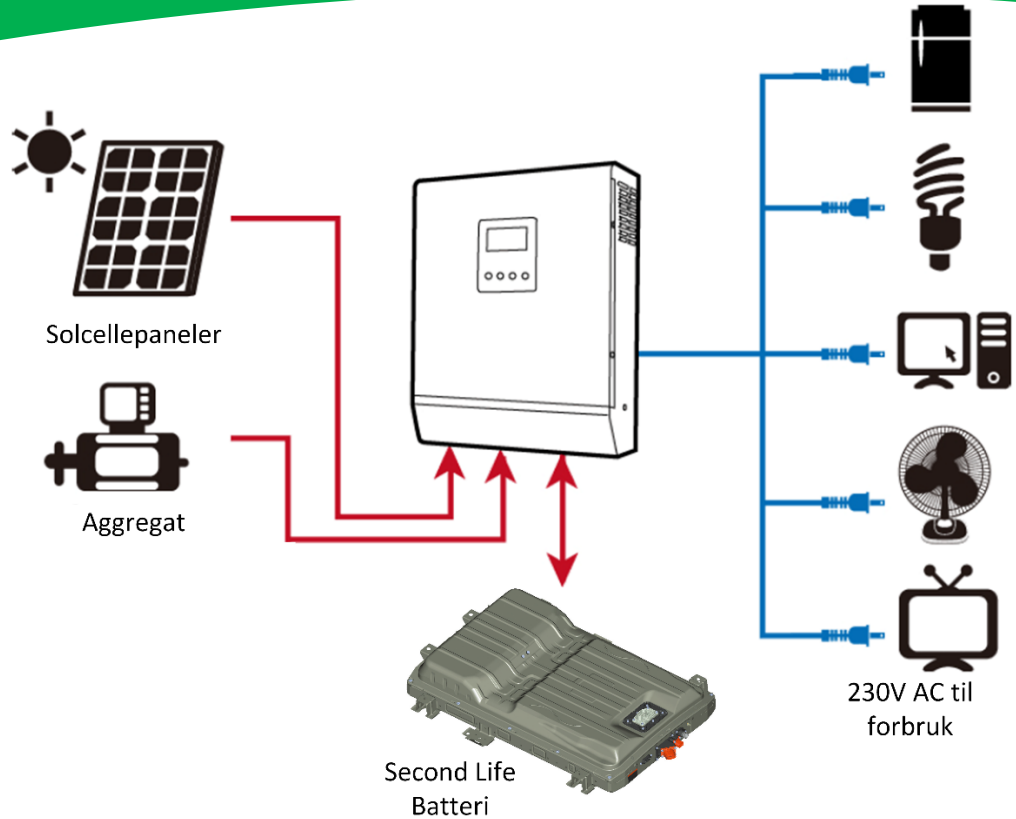 Solcellepaneler
Aggregat
Second Life
Batteri
230V AC til
forbruk